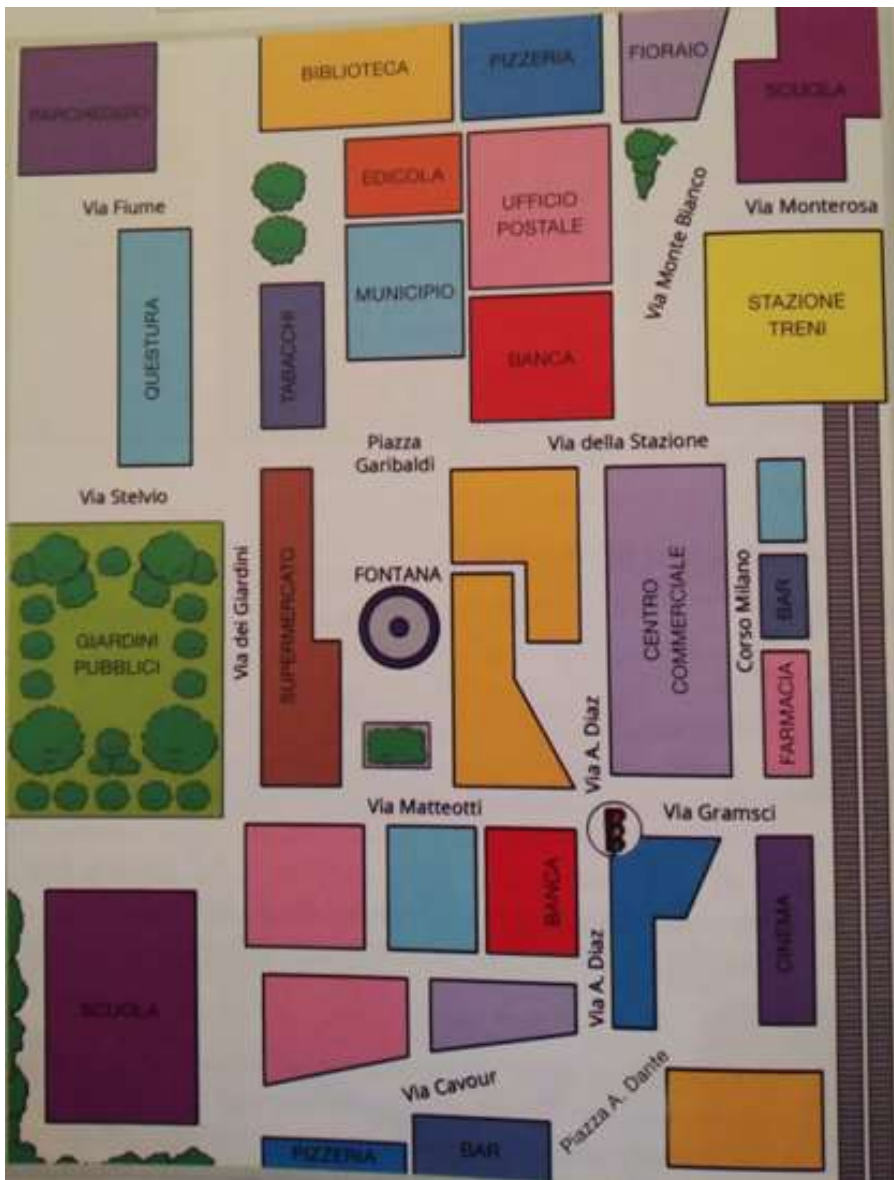 PARCHEGGIO
BIBLIOTECA
PIZZERIA
FIORAIO
SCUOLA
EDICOLA
UFFICIO
POSTALE
Via Fiume
Via Monte Bianco
Via Monterosa
QUESTURA
TABACCHI
MUNICIPIO
BANCA
STAZIONE
TRENI
Piazza
Garibaldi
Via della Stazione
Via Stelvio
GIARDINI
PUBBLICI
Via dei Giardini
SUPERMERCATO
FONTANA
Via A. Diaz
CENTRO
COMMERCIALE
Corso Milano
BAR
FARMACIA
Via Matteotti
Via Gramsci
SCUOLA
BANCA
Via A. Diaz
CINEMA
Via Cavour
Piazza A. Dante
PIZZERIA
BAR